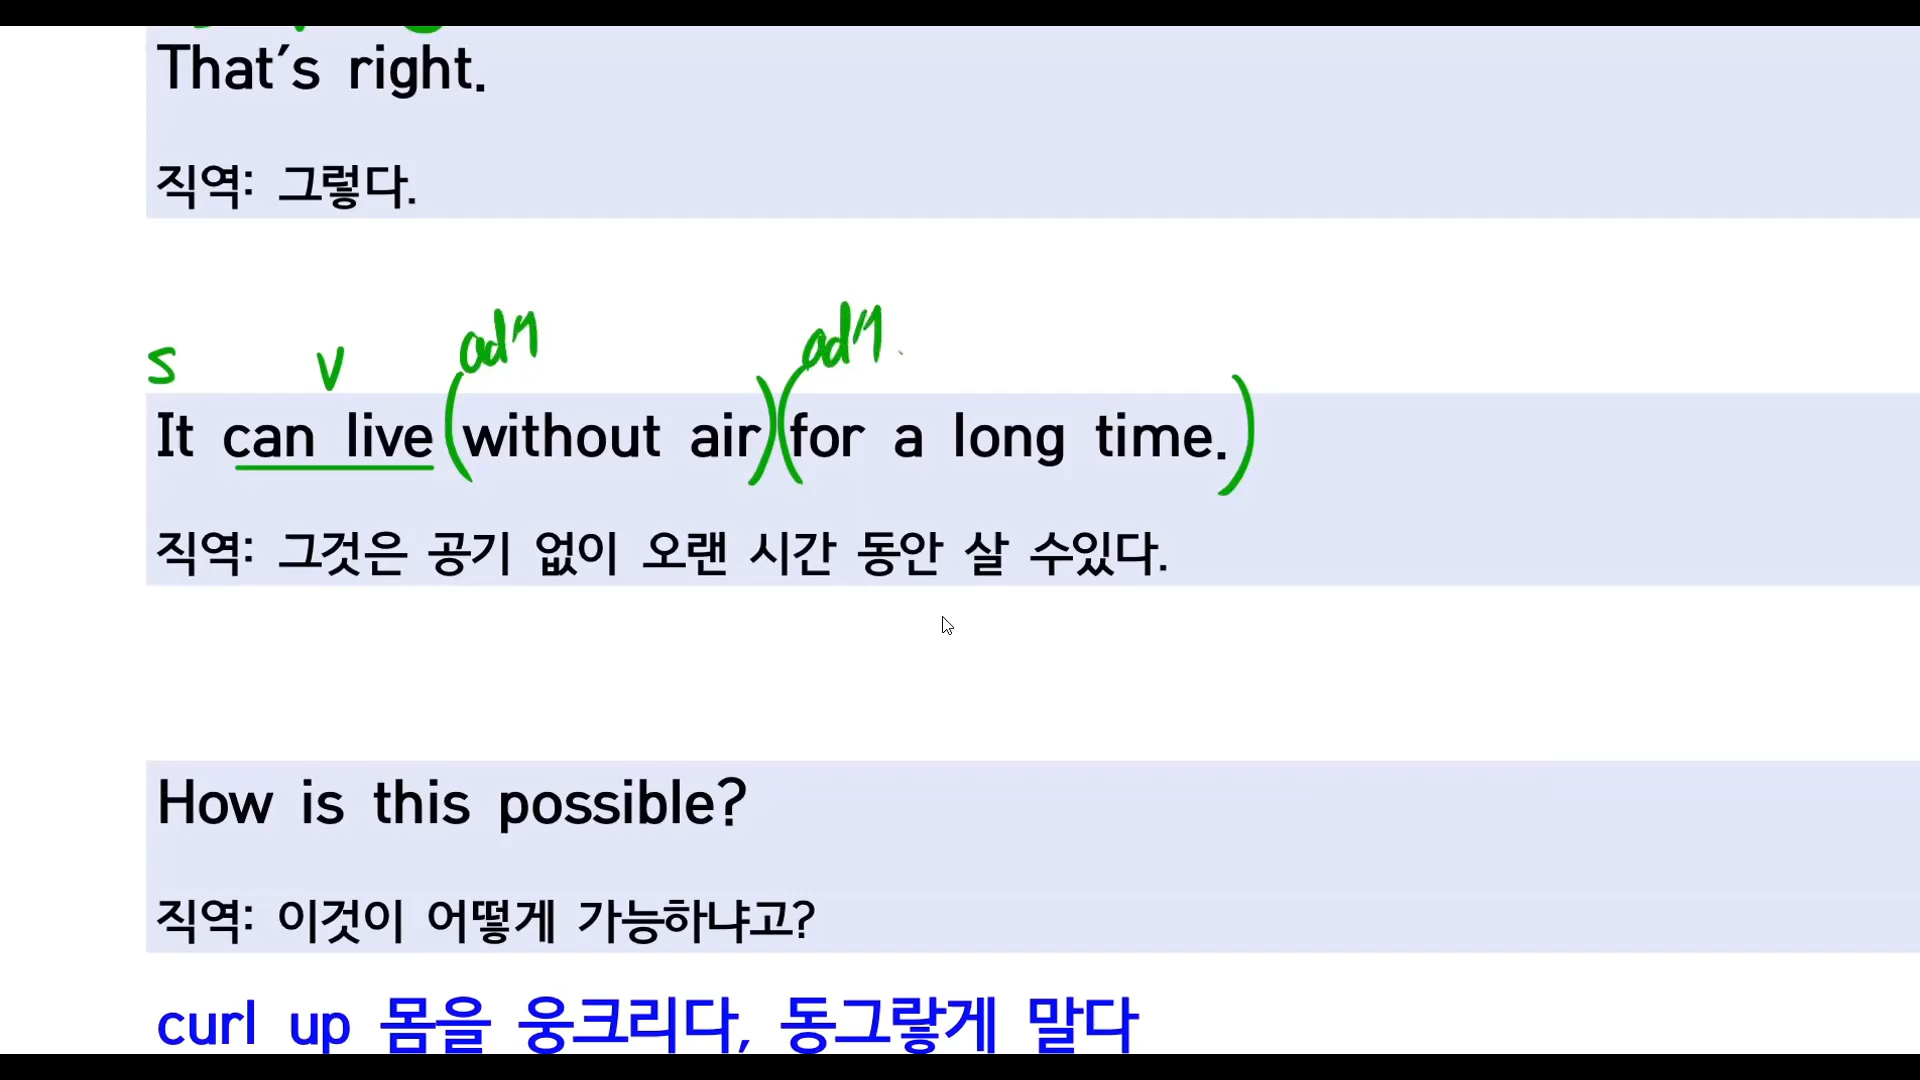 That's right.
직역: 그렇다.
s v
It can live (without air) (for a long time.)
직역: 그것은 공기 없이 오랜 시간 동안 살 수있다.
How is this possible?
직역: 이것이 어떻게 가능하냐고?
curl up 몸을 웅크리다, 동그랗게 말다